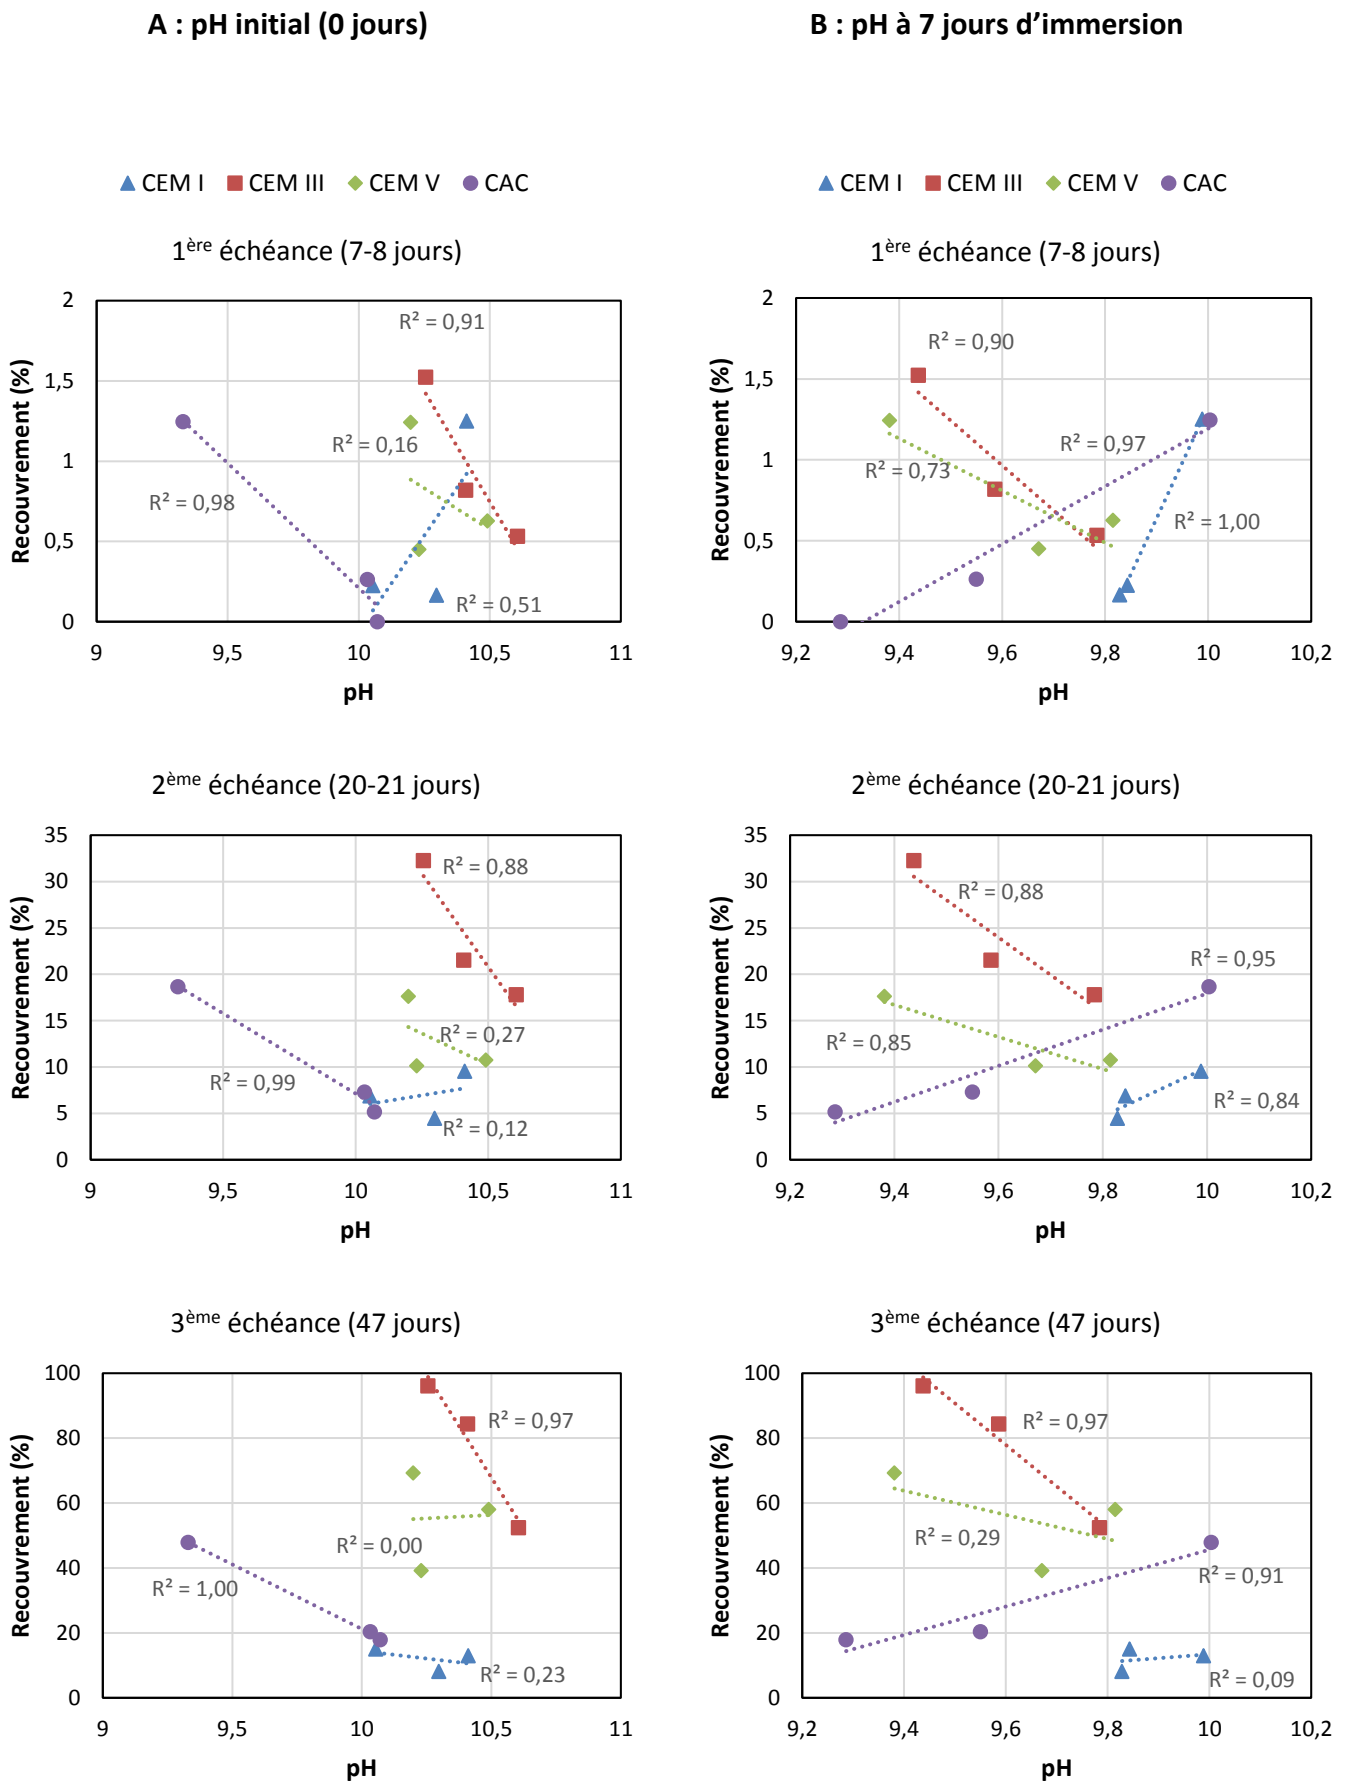 A : pH initial (0 jours)
B : pH à 7 jours d'immersion
CEM I CEM III CEM V CAC
CEM I CEM III CEM V CAC
1ère échéance (7-8 jours)
2
1,5
1
0,5
0
Recouvrement (%)
R² = 0,91
R² = 0,16
R² = 0,98
R² = 0,51
9 9,5 10 10,5 11
pH
1ère échéance (7-8 jours)
2
1,5
1
0,5
0
Recouvrement (%)
R² = 0,90
R² = 0,97
R² = 0,73
R² = 1,00
9,2 9,4 9,6 9,8 10 10,2
pH
2ème échéance (20-21 jours)
35
30
25
20
15
10
5
0
Recouvrement (%)
R² = 0,88
R² = 0,27
R² = 0,99
R² = 0,12
9 9,5 10 10,5 11
pH
2ème échéance (20-21 jours)
35
30
25
20
15
10
5
0
Recouvrement (%)
R² = 0,88
R² = 0,95
R² = 0,85
R² = 0,84
9,2 9,4 9,6 9,8 10 10,2
pH
3ème échéance (47 jours)
100
80
60
40
20
0
Recouvrement (%)
R² = 0,97
R² = 0,00
R² = 1,00
R² = 0,23
9 9,5 10 10,5 11
pH
3ème échéance (47 jours)
100
80
60
40
20
0
Recouvrement (%)
R² = 0,97
R² = 0,29
R² = 0,91
R² = 0,09
9,2 9,4 9,6 9,8 10 10,2
pH